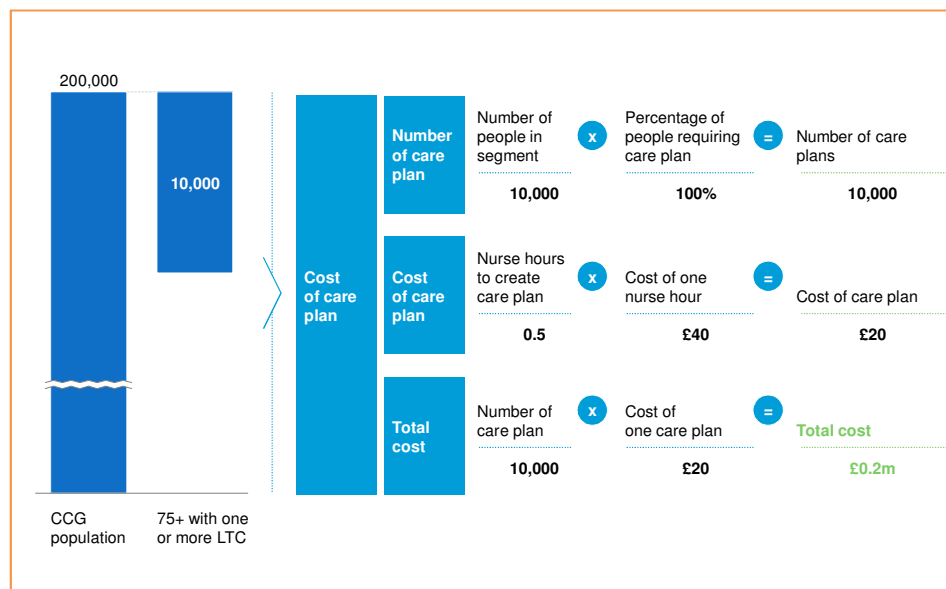 200,000
10,000
CCG
population
75+ with one
or more LTC
Cost
of care
plan
Number
of care
plan
Number of
people in
segment
x
Percentage of
people requiring
care plan
=
Number of care
plans
10,000
100%
10,000
Cost
of care
plan
Nurse hours
to create
care plan
x
Cost of one
nurse hour
=
Cost of care plan
0.5
£40
£20
Total
cost
Number of
care plan
x
Cost of
one care plan
=
Total cost
10,000
£20
£0.2m